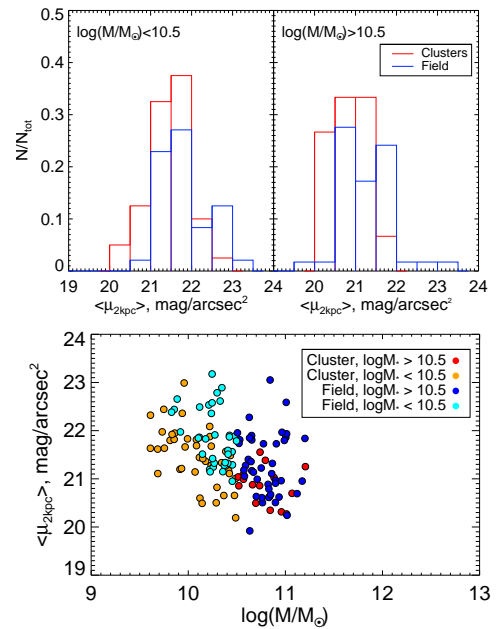 log(M/M☉)<10.5
log(M/M☉)>10.5
Clusters
Field
N/N_tot
0.5
0.4
0.3
0.2
0.1
0
19 20 21 22 23 24 20 21 22 23 24
<μ_2kpc>, mag/arcsec²
<μ_2kpc>, mag/arcsec²
Cluster, logM* > 10.5
Cluster, logM* < 10.5
Field, logM* > 10.5
Field, logM* < 10.5
<μ_2kpc>, mag/arcsec²
24
23
22
21
20
19
9 10 11 12 13
log(M/M☉)